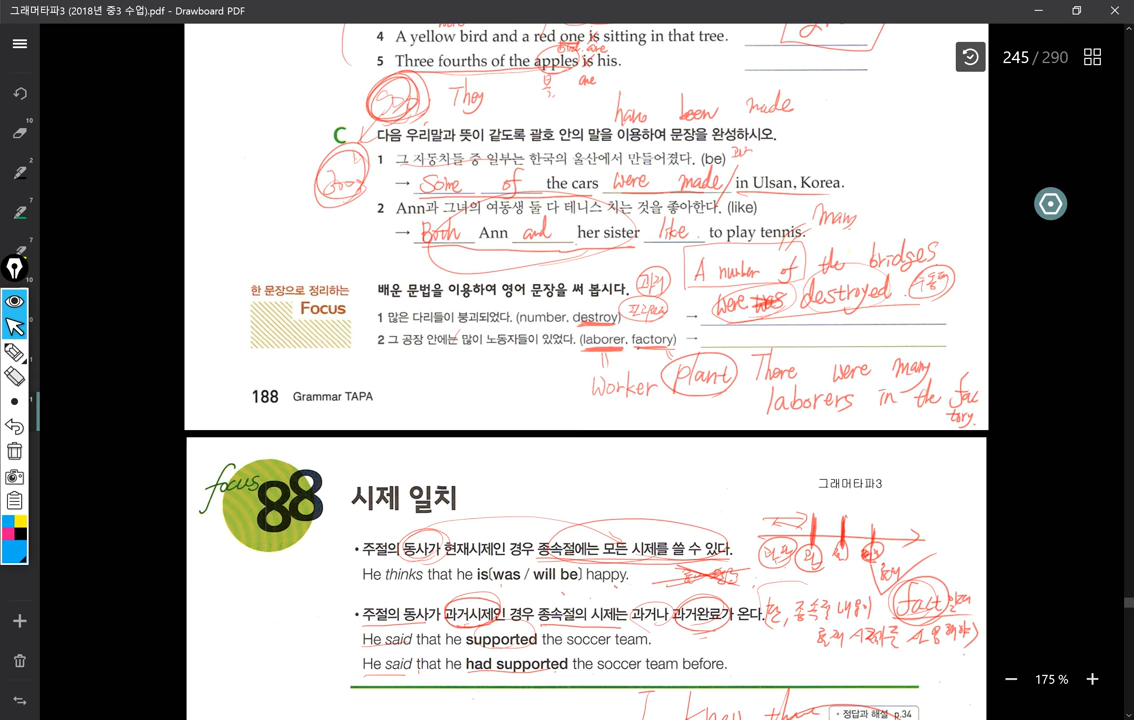 그래머타파3 (2018년 중3 수업).pdf - Drawboard PDF
245 / 290
4 A yellow bird and a red one is sitting in that tree.
are
5 Three fourths of the apples is his.
are
They
have been made
C 다음 우리말과 뜻이 같도록 괄호 안의 말을 이용하여 문장을 완성하시오.
1 그 자동차들 중 일부는 한국의 울산에서 만들어졌다. (be)
→ Some of the cars were made in Ulsan, Korea.
2 Ann과 그녀의 여동생 둘 다 테니스 치는 것을 좋아한다. (like)
→ Both Ann and her sister like to play tennis.
Many
한 문장으로 정리하는
Focus
배운 문법을 이용하여 영어 문장을 써 봅시다.
과거
A number of the bridges
were was destroyed. 수동태
1 많은 다리들이 붕괴되었다. (number, destroy) →
2 그 공장 안에는 많이 노동자들이 있었다. (laborer, factory) →
worker plant There were many
laborers in the factory.
188 Grammar TAPA
focus 88
시제 일치
그래머타파3
• 주절의 동사가 현재시제인 경우 종속절에는 모든 시제를 쓸 수 있다.
He thinks that he is(was / will be) happy.
• 주절의 동사가 과거시제인 경우 종속절의 시제는 과거나 과거완료가 온다.
fact
He said that he supported the soccer team.
He said that he had supported the soccer team before.
175 %
I knew that
• 정답과 해설 p.34